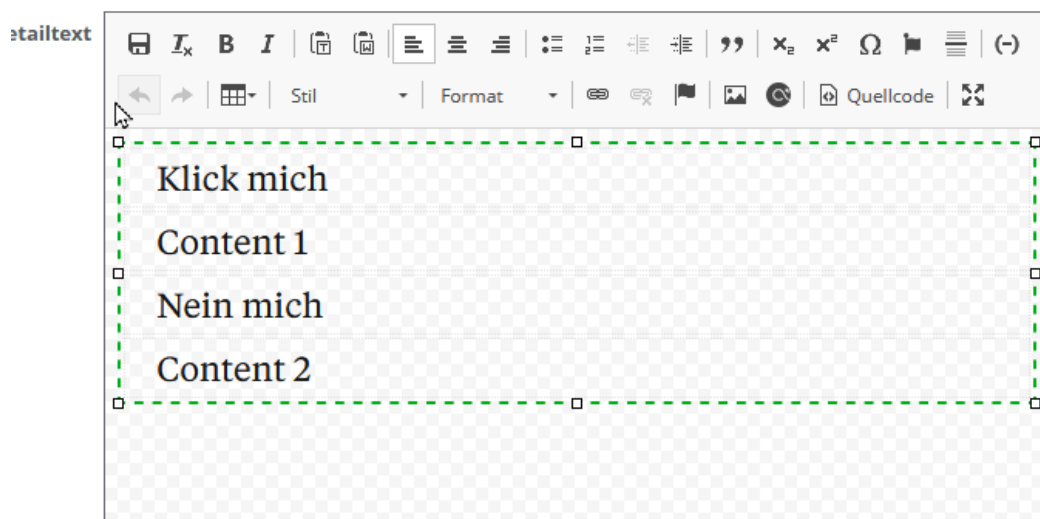 etailtext
Stil
Format
Quellcode
Klick mich
Content 1
Nein mich
Content 2